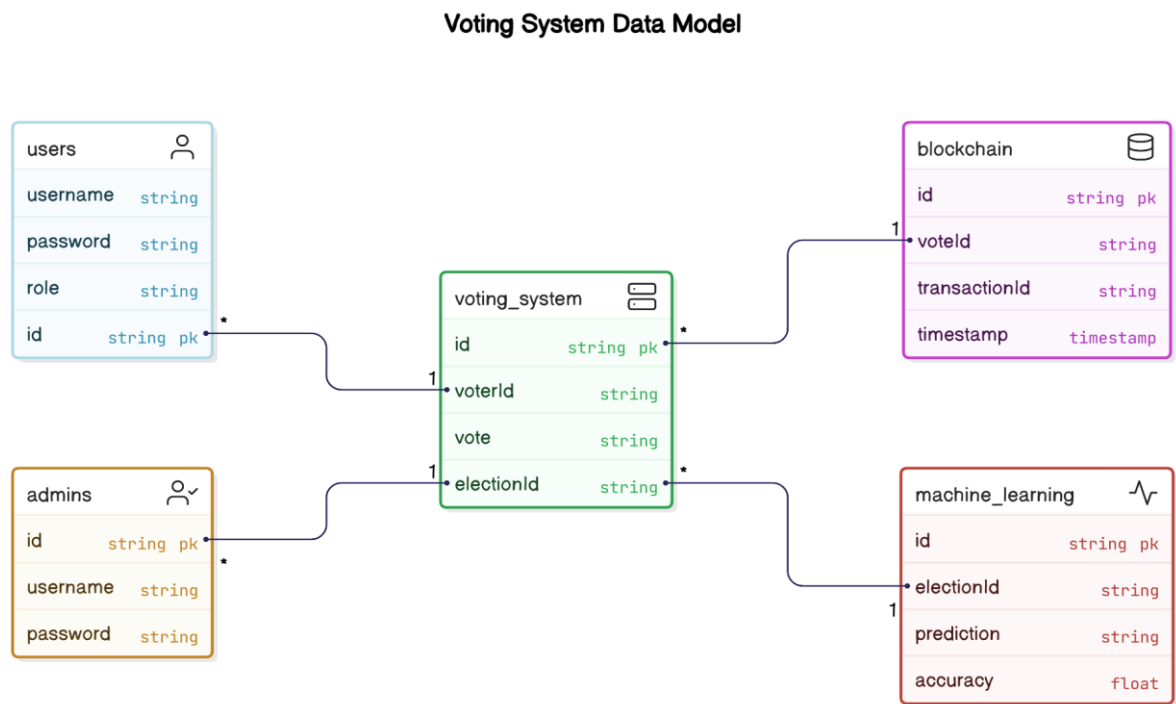 Voting System Data Model
users
username string
password string
role string
id string pk
*
1
admins
id string pk
username string
password string
*
1
voting_system
id string pk
voterId string
vote string
electionId string
*
1
*
1
blockchain
id string pk
voteId string
transactionId string
timestamp timestamp
machine_learning
id string pk
electionId string
prediction string
accuracy float